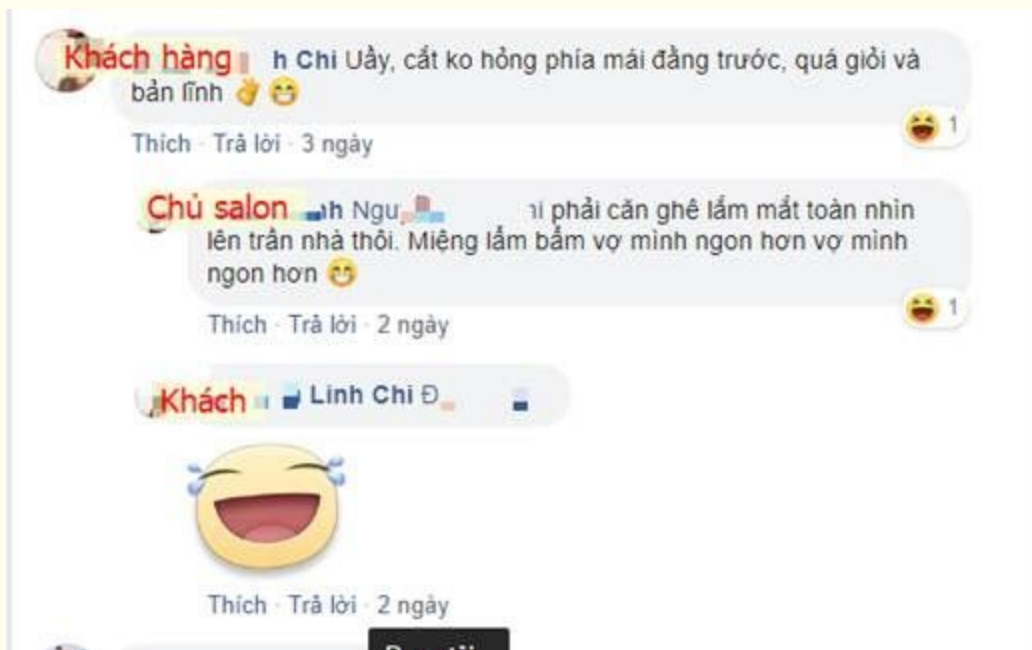 Khách hàng h Chi Uầy, cắt ko hỏng phía mái đằng trước, quá giỏi và
bản lĩnh
1
Thích · Trả lời · 3 ngày
Chủ salon h Ngu phải căn ghê lắm mắt toàn nhìn
lên trần nhà thôi. Miệng lẩm bẩm vợ mình ngon hơn vợ mình
ngon hơn
1
Thích · Trả lời · 2 ngày
Khách Linh Chi Đ
Thích · Trả lời · 2 ngày